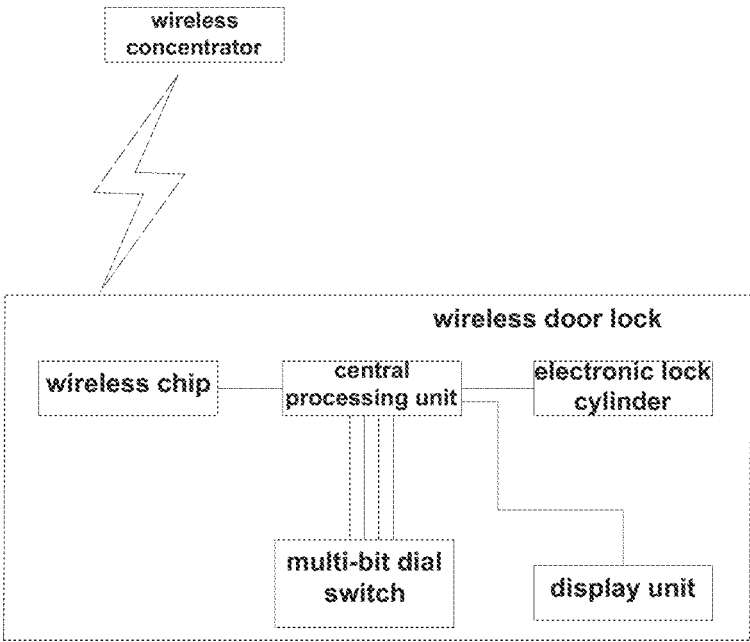 wireless
concentrator
wireless door lock
wireless chip
central
processing unit
electronic lock
cylinder
multi-bit dial
switch
display unit